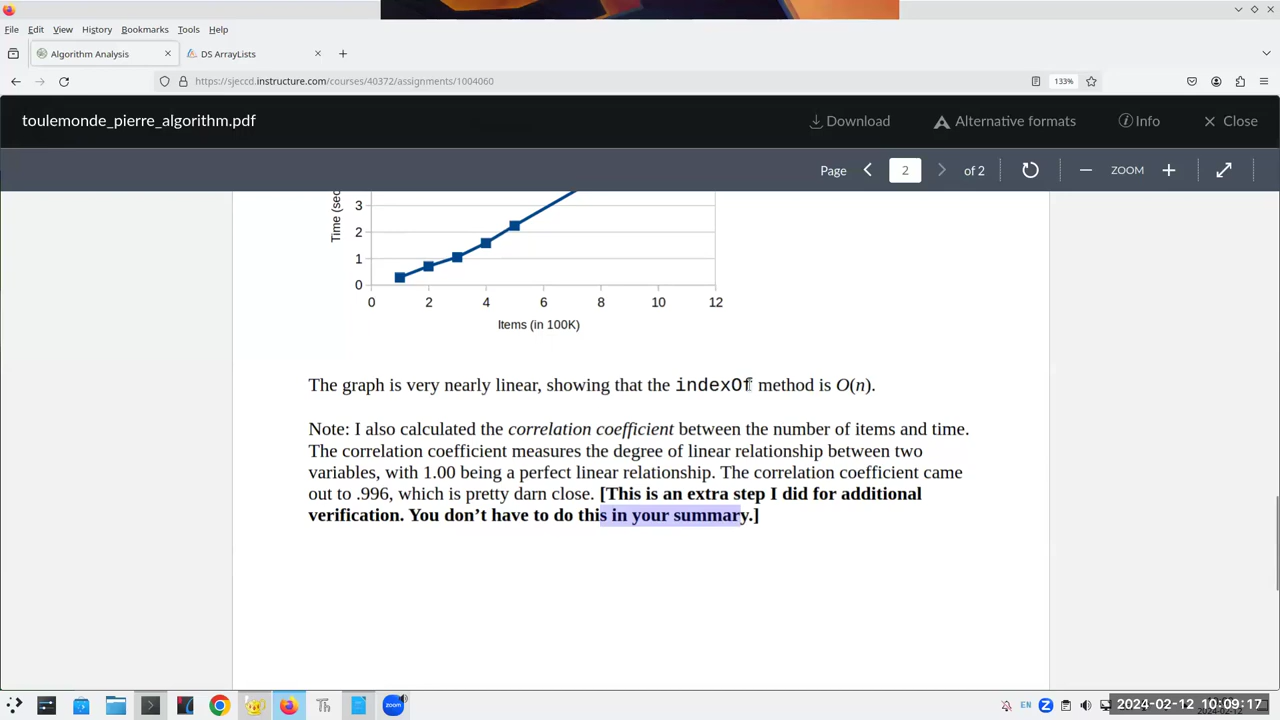 File Edit View History Bookmarks Tools Help
Algorithm Analysis
DS ArrayLists
https://sjeccd.instructure.com/courses/40372/assignments/1004060
133%
toulemonde_pierre_algorithm.pdf
Download
Alternative formats
Info
Close
Page
2
of 2
ZOOM
Time (sec
3
2
1
0
0 2 4 6 8 10 12
Items (in 100K)
The graph is very nearly linear, showing that the indexOf method is O(n).
Note: I also calculated the correlation coefficient between the number of items and time.
The correlation coefficient measures the degree of linear relationship between two
variables, with 1.00 being a perfect linear relationship. The correlation coefficient came
out to .996, which is pretty darn close. [This is an extra step I did for additional
verification. You don’t have to do this in your summary.]
Th
zoom
EN
Z
2024-02-12 10:09:17